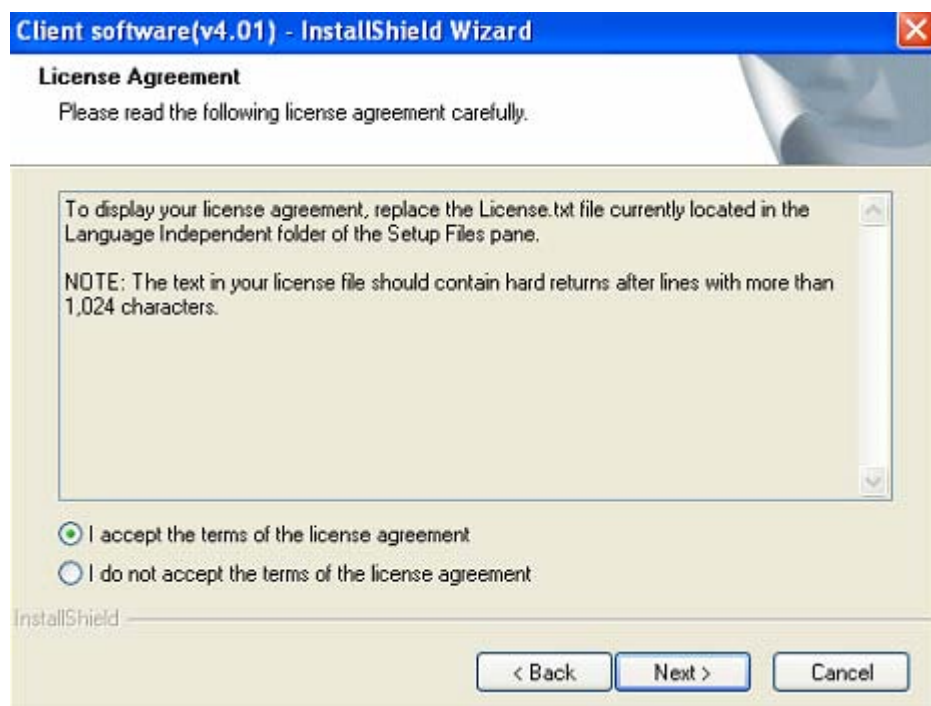 Client software(v4.01) - InstallShield Wizard
License Agreement
Please read the following license agreement carefully.
To display your license agreement, replace the License.txt file currently located in the
Language Independent folder of the Setup Files pane.
NOTE: The text in your license file should contain hard returns after lines with more than
1,024 characters.
I accept the terms of the license agreement
I do not accept the terms of the license agreement
InstallShield
< Back Next > Cancel